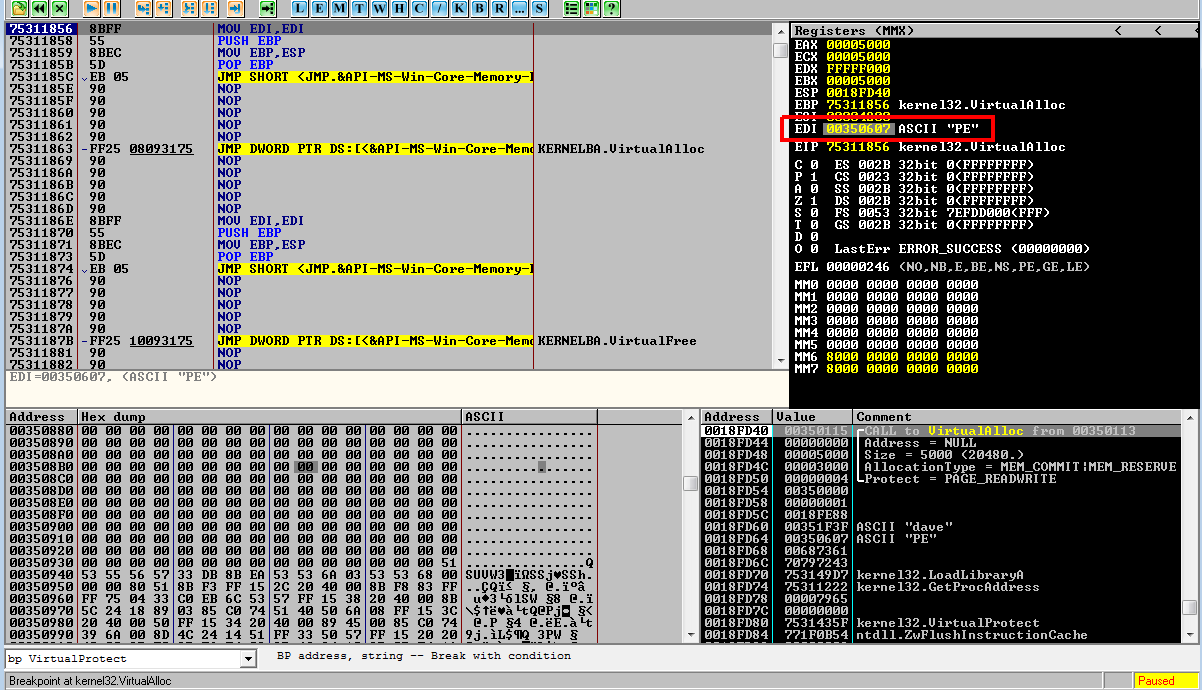 L E M T W H C / K B R ... S ?
75311856 8BFF MOV EDI,EDI
75311858 55 PUSH EBP
75311859 8BEC MOV EBP,ESP
7531185B 5D POP EBP
7531185C EB 05 JMP SHORT <JMP.&API-MS-Win-Core-Memory-
7531185E 90 NOP
7531185F 90 NOP
75311860 90 NOP
75311861 90 NOP
75311862 90 NOP
75311863 -FF25 08093175 JMP DWORD PTR DS:[<&API-MS-Win-Core-Mem KERNELBA.VirtualAlloc
75311869 90 NOP
7531186A 90 NOP
7531186B 90 NOP
7531186C 90 NOP
7531186D 90 NOP
7531186E 8BFF MOV EDI,EDI
75311870 55 PUSH EBP
75311871 8BEC MOV EBP,ESP
75311873 5D POP EBP
75311874 EB 05 JMP SHORT <JMP.&API-MS-Win-Core-Memory-
75311876 90 NOP
75311877 90 NOP
75311878 90 NOP
75311879 90 NOP
7531187A 90 NOP
7531187B -FF25 10093175 JMP DWORD PTR DS:[<&API-MS-Win-Core-Mem KERNELBA.VirtualFree
75311881 90 NOP
75311882 90 NOP
EDI=00350607, (ASCII "PE")
Registers (MMX) < < <
EAX 00005000
ECX 00005000
EDX FFFFF000
EBX 00005000
ESP 0018FD40
EBP 75311856 kernel32.VirtualAlloc
EDI 00350607 ASCII "PE"
EIP 75311856 kernel32.VirtualAlloc
C 0 ES 002B 32bit 0(FFFFFFFF)
P 1 CS 0023 32bit 0(FFFFFFFF)
A 0 SS 002B 32bit 0(FFFFFFFF)
Z 1 DS 002B 32bit 0(FFFFFFFF)
S 0 FS 0053 32bit 7EFDD000(FFF)
T 0 GS 002B 32bit 0(FFFFFFFF)
D 0
O 0 LastErr ERROR_SUCCESS (00000000)
EFL 00000246 (NO,NB,E,BE,NS,PE,GE,LE)
MM0 0000 0000 0000 0000
MM1 0000 0000 0000 0000
MM2 0000 0000 0000 0000
MM3 0000 0000 0000 0000
MM4 0000 0000 0000 0000
MM5 0000 0000 0000 0000
MM6 8000 0000 0000 0000
MM7 8000 0000 0000 0000
Address Hex dump ASCII
00350880 00 00 00 00 00 00 00 00 00 00 00 00 00 00 00 00 ................
00350890 00 00 00 00 00 00 00 00 00 00 00 00 00 00 00 00 ................
003508A0 00 00 00 00 00 00 00 00 00 00 00 00 00 00 00 00 ................
003508B0 00 00 00 00 00 00 00 00 00 00 00 00 00 00 00 00 ................
003508C0 00 00 00 00 00 00 00 00 00 00 00 00 00 00 00 00 ................
003508D0 00 00 00 00 00 00 00 00 00 00 00 00 00 00 00 00 ................
003508E0 00 00 00 00 00 00 00 00 00 00 00 00 00 00 00 00 ................
003508F0 00 00 00 00 00 00 00 00 00 00 00 00 00 00 00 00 ................
00350900 00 00 00 00 00 00 00 00 00 00 00 00 00 00 00 00 ................
00350910 00 00 00 00 00 00 00 00 00 00 00 00 00 00 00 00 ................
00350920 00 00 00 00 00 00 00 00 00 00 00 00 00 00 00 00 ................
00350930 00 00 00 00 00 00 00 00 00 00 00 00 00 00 00 51 ...............Q
00350940 53 55 56 57 33 DB 8B EA 53 53 6A 03 53 53 68 00
00350950 00 00 80 51 8B F3 FF 15 2C 20 40 00 8B F8 83 FF
00350960 FF 75 04 33 C0 EB 6C 53 57 FF 15 38 20 40 00 8B
00350970 5C 24 18 89 03 85 C0 74 51 40 50 6A 08 FF 15 3C
00350980 20 40 00 50 FF 15 34 20 40 00 89 45 00 85 C0 74
00350990 39 6A 00 8D 4C 24 14 51 FF 33 50 57 FF 15 20 20
Address Value Comment
0018FD40 00350115 CALL to VirtualAlloc from 00350113
0018FD44 00000000 Address = NULL
0018FD48 00005000 Size = 5000 (20480.)
0018FD4C 00003000 AllocationType = MEM_COMMIT|MEM_RESERVE
0018FD50 00000004 Protect = PAGE_READWRITE
0018FD54 00350000
0018FD58 00000001
0018FD5C 0018FE88
0018FD60 00351F3F ASCII "dave"
0018FD64 00350607 ASCII "PE"
0018FD68 00687361
0018FD6C 70797243
0018FD70 753149D7 kernel32.LoadLibraryA
0018FD74 75311222 kernel32.GetProcAddress
0018FD78 00007965
0018FD7C 00000000
0018FD80 7531435F kernel32.VirtualProtect
0018FD84 771F0B54 ntdll.ZwFlushInstructionCache
bp VirtualProtect BP address, string -- Break with condition
Breakpoint at kernel32.VirtualAlloc Paused